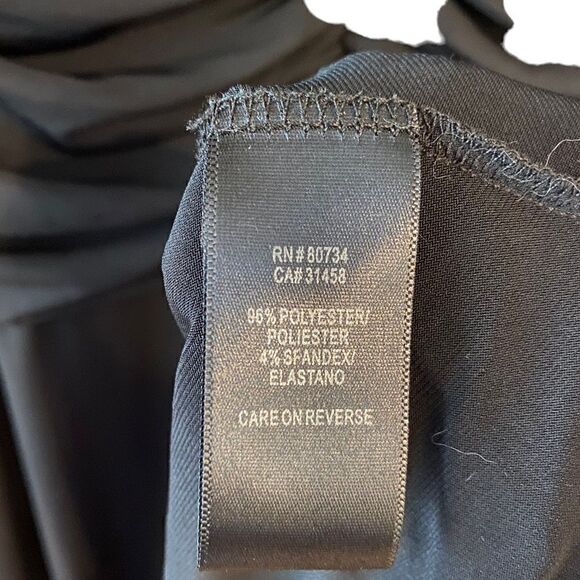 RN# 80734
CA# 31458
96% POLYESTER/
POLIESTER
4% SPANDEX/
ELASTANO
CARE ON REVERSE